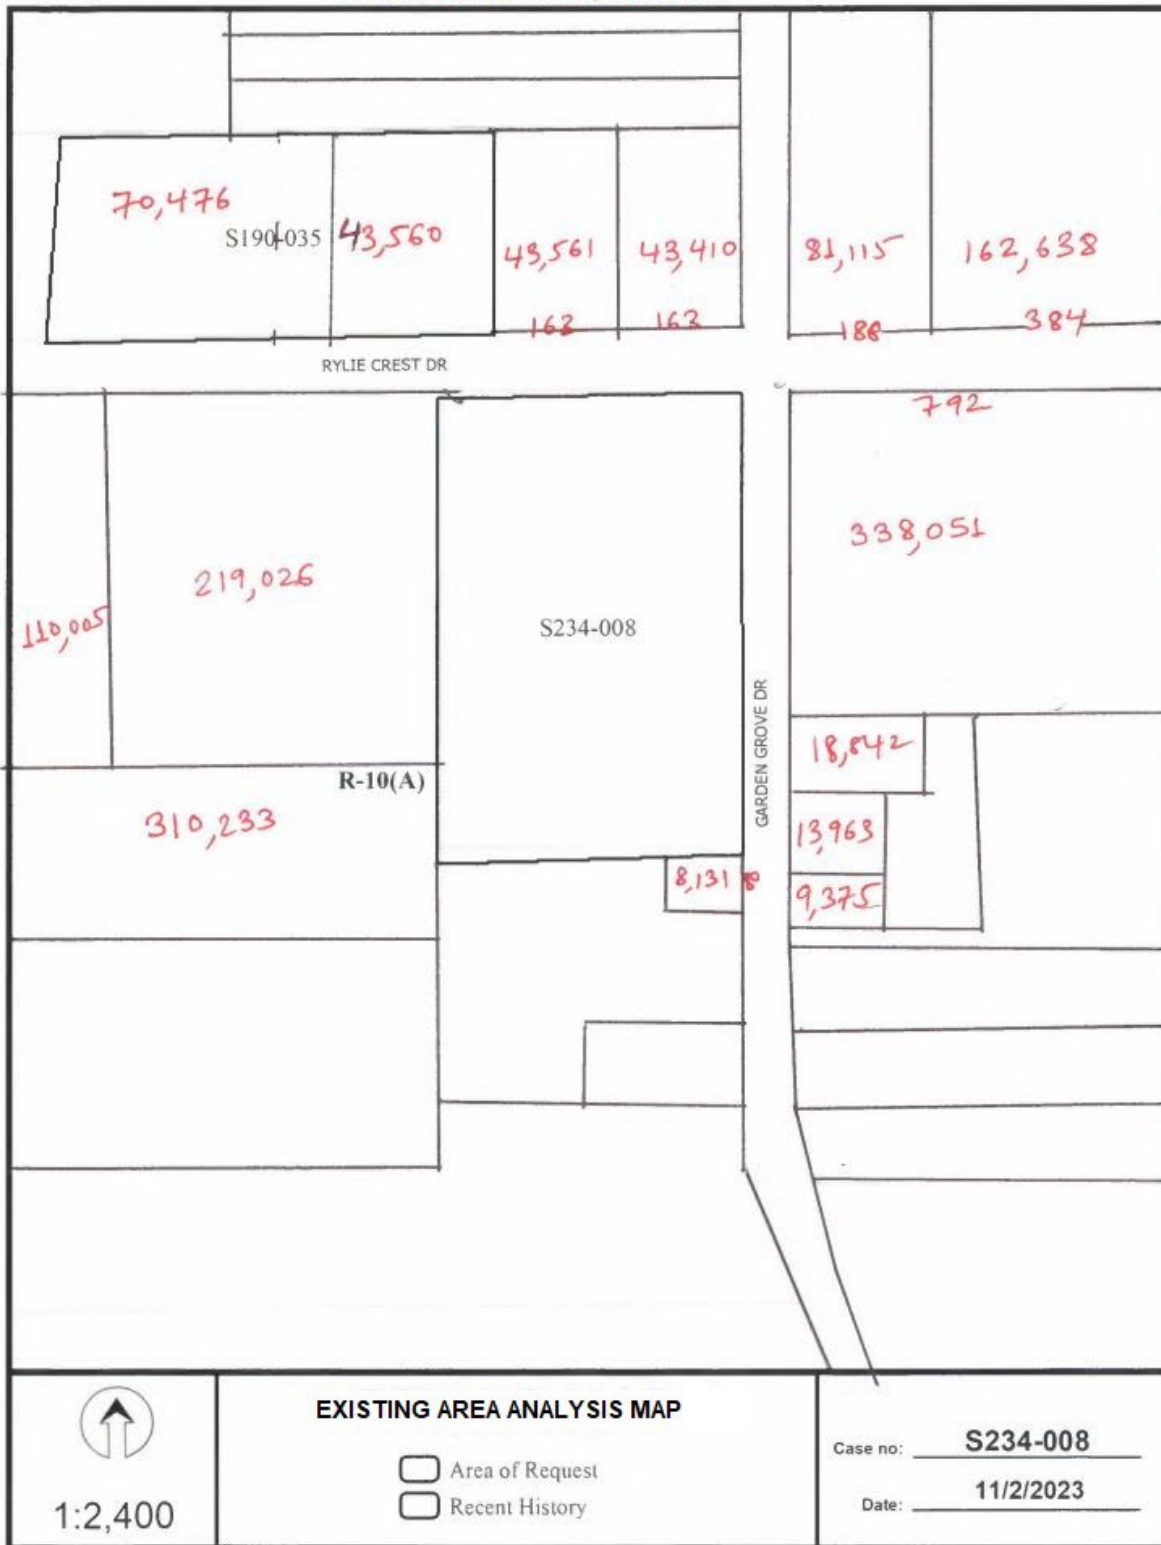 70,476
S190-035
43,560
43,561
43,410
81,115
162,638
163
163
188
384
RYLIE CREST DR
792
338,051
219,026
110,005
S234-008
GARDEN GROVE DR
18,842
R-10(A)
310,233
13,963
8,131
9,375
EXISTING AREA ANALYSIS MAP
Area of Request
Recent History
1:2,400
Case no: S234-008
Date: 11/2/2023